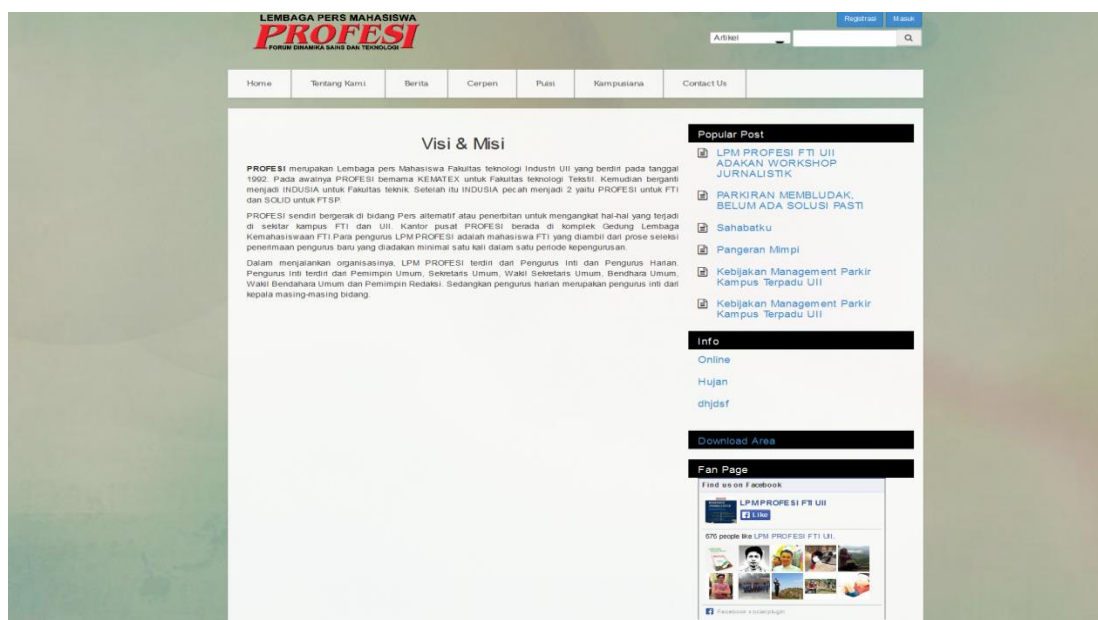 LEMBAGA PERS MAHASISWA
PROFESI
FORUM DINAMIKA SAINS DAN TEKNOLOGI
Registrasi Masuk
Artikel
Home Tentang Kami Berita Cerpen Puisi Kampusiana Contact Us
Visi & Misi
PROFESI merupakan Lembaga pers Mahasiswa Fakultas teknologi Industri UII yang berdiri pada tanggal
1992. Pada awalnya PROFESI bernama KEMATEX untuk Fakultas teknologi Tekstil. Kemudian berganti
menjadi INDUSIA untuk Fakultas teknik. Setelah itu INDUSIA pecah menjadi 2 yaitu PROFESI untuk FTI
dan SOLID untuk FTSP.
PROFESI sendiri bergerak di bidang Pers alternatif atau penerbitan untuk mengangkat hal-hal yang terjadi
di sekitar kampus FTI dan UII. Kantor pusat PROFESI berada di komplek Gedung Lembaga
Kemahasiswaan FTI Para pengurus LPM PROFESI adalah mahasiswa FTI yang diambil dari prose seleksi
penerimaan pengurus baru yang diadakan minimal satu kali dalam satu periode kepengurusan.
Dalam menjalankan organisasinya, LPM PROFESI terdiri dari Pengurus Inti dan Pengurus Harian.
Pengurus Inti terdiri dari Pemimpin Umum, Sekretaris Umum, Wakil Sekretaris Umum, Bendhara Umum,
Wakil Bendahara Umum dan Pemimpin Redaksi. Sedangkan pengurus harian merupakan pengurus inti dan
kepala masing-masing bidang.
Popular Post
LPM PROFESI FTI UII
ADAKAN WORKSHOP
JURNALISTIK
PARKIRAN MEMBLUDAK,
BELUM ADA SOLUSI PASTI
Sahabatku
Pangeran Mimpi
Kebijakan Management Parkir
Kampus Terpadu UII
Kebijakan Management Parkir
Kampus Terpadu UII
Info
Online
Hujan
dhjdsf
Download Area
Fan Page
Find us on Facebook
LPM PROFESI FTI UII
Like
676 people like LPM PROFESI FTI UII.
Facebook social plugin